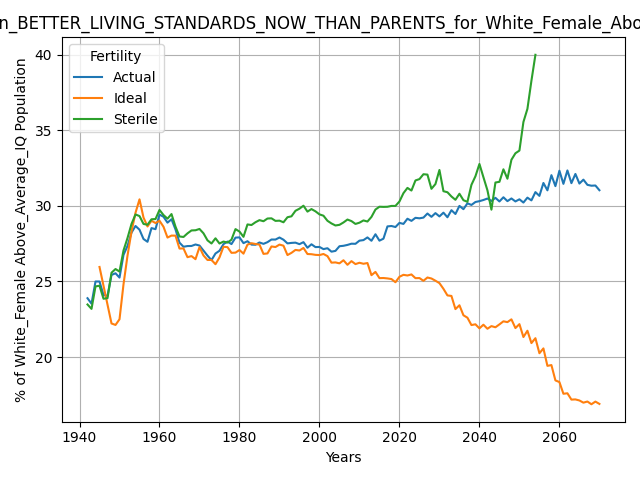 n_BETTER_LIVING_STANDARDS_NOW_THAN_PARENTS_for_White_Female_Abo
% of White_Female Above_Average_IQ Population
Fertility
Actual
Ideal
Sterile
40
35
30
25
20
1940
1960
1980
2000
2020
2040
2060
Years